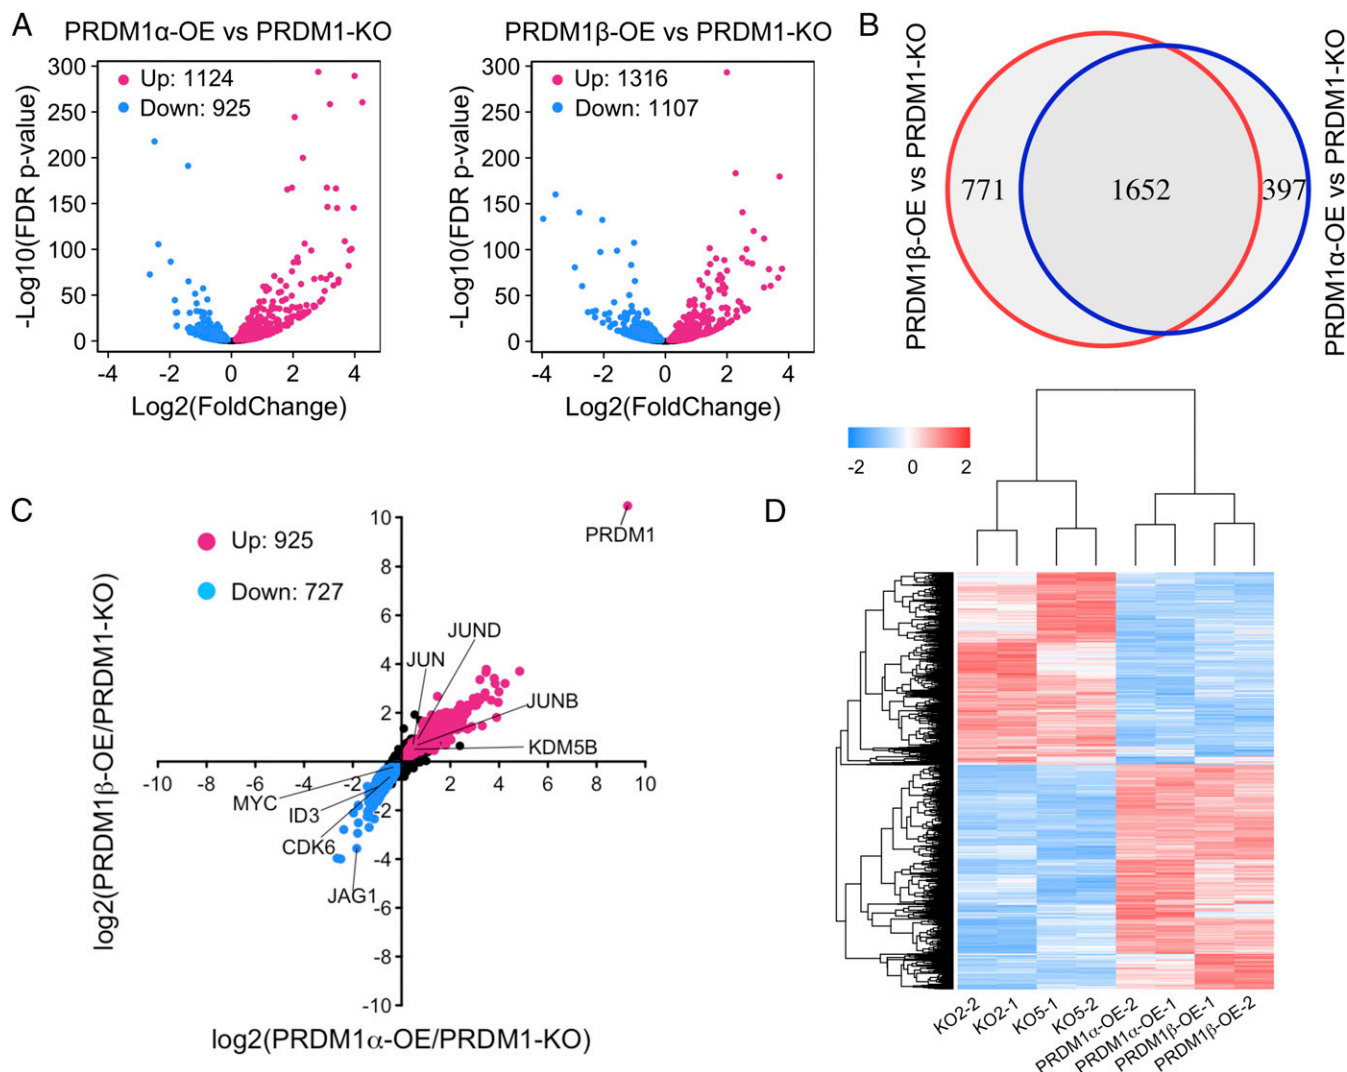 A
PRDM1α-OE vs PRDM1-KO
Up: 1124
Down: 925
-Log10(FDR p-value)
300
250
200
150
100
50
0
-4
-2
0
2
4
Log2(FoldChange)
PRDM1β-OE vs PRDM1-KO
Up: 1316
Down: 1107
-Log10(FDR p-value)
300
250
200
150
100
50
0
-4
-2
0
2
4
Log2(FoldChange)
B
PRDM1β-OE vs PRDM1-KO
771
1652
397
PRDM1α-OE vs PRDM1-KO
C
Up: 925
Down: 727
log2(PRDM1β-OE/PRDM1-KO)
10
8
6
4
2
-2
-4
-6
-8
-10
-10
-8
-6
-4
-2
0
2
4
6
8
10
PRDM1
JUND
JUN
JUNB
KDM5B
MYC
ID3
CDK6
JAG1
log2(PRDM1α-OE/PRDM1-KO)
D
-2
0
2
KO2-2
KO2-1
KO5-1
KO5-2
PRDM1α-OE-2
PRDM1α-OE-1
PRDM1β-OE-1
PRDM1β-OE-2